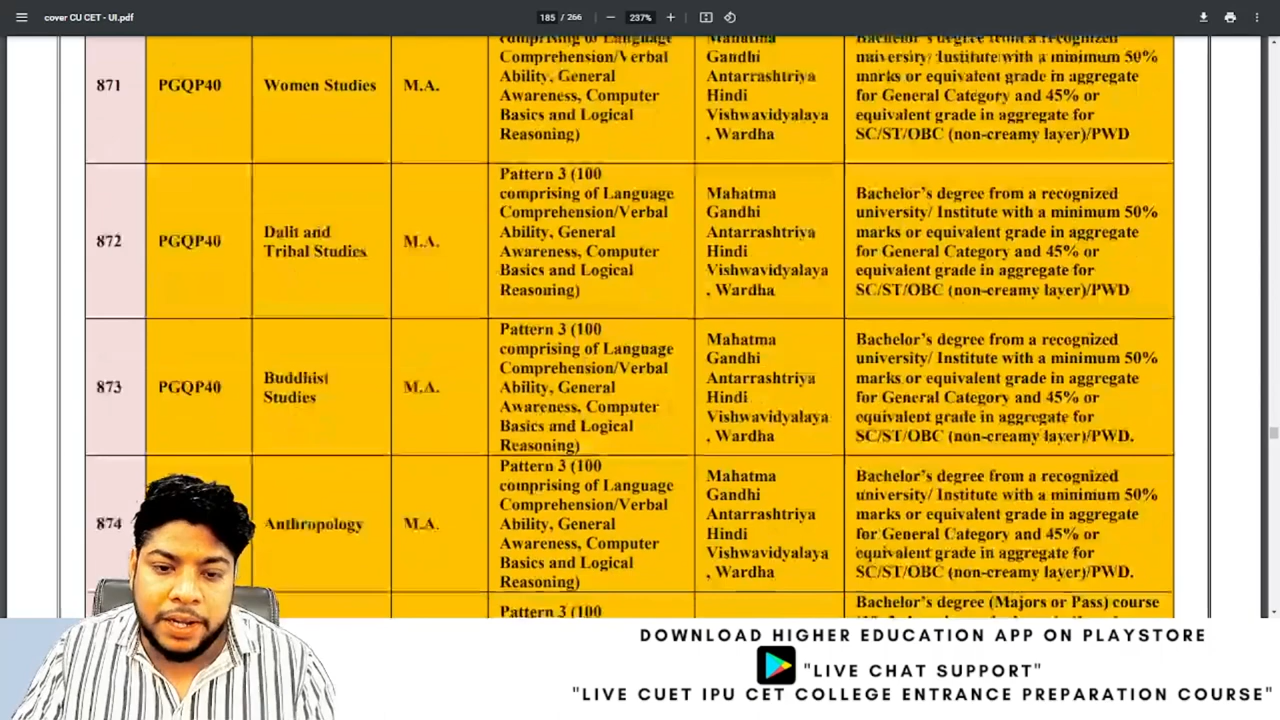 cover CU CET - UI.pdf
185 / 266
237%
comprising of Language
Comprehension/Verbal
Ability, General
Awareness, Computer
Basics and Logical
Reasoning)
Mahatma
Gandhi
Antarrashtriya
Hindi
Vishwavidyalaya
, Wardha
Bachelor's degree from a recognized
university/ Institute with a minimum 50%
marks or equivalent grade in aggregate
for General Category and 45% or
equivalent grade in aggregate for
SC/ST/OBC (non-creamy layer)/PWD
871
PGQP40
Women Studies
M.A.
872
PGQP40
Dalit and
Tribal Studies
M.A.
Pattern 3 (100
comprising of Language
Comprehension/Verbal
Ability, General
Awareness, Computer
Basics and Logical
Reasoning)
Mahatma
Gandhi
Antarrashtriya
Hindi
Vishwavidyalaya
, Wardha
Bachelor's degree from a recognized
university/ Institute with a minimum 50%
marks or equivalent grade in aggregate
for General Category and 45% or
equivalent grade in aggregate for
SC/ST/OBC (non-creamy layer)/PWD
873
PGQP40
Buddhist
Studies
M.A.
Pattern 3 (100
comprising of Language
Comprehension/Verbal
Ability, General
Awareness, Computer
Basics and Logical
Reasoning)
Mahatma
Gandhi
Antarrashtriya
Hindi
Vishwavidyalaya
, Wardha
Bachelor's degree from a recognized
university/ Institute with a minimum 50%
marks or equivalent grade in aggregate
for General Category and 45% or
equivalent grade in aggregate for
SC/ST/OBC (non-creamy layer)/PWD.
874
Anthropology
M.A.
Pattern 3 (100
comprising of Language
Comprehension/Verbal
Ability, General
Awareness, Computer
Basics and Logical
Reasoning)
Mahatma
Gandhi
Antarrashtriya
Hindi
Vishwavidyalaya
, Wardha
Bachelor's degree from a recognized
university/ Institute with a minimum 50%
marks or equivalent grade in aggregate
for General Category and 45% or
equivalent grade in aggregate for
SC/ST/OBC (non-creamy layer)/PWD.
Pattern 3 (100
Bachelor's degree (Majors or Pass) course
DOWNLOAD HIGHER EDUCATION APP ON PLAYSTORE
"LIVE CHAT SUPPORT"
"LIVE CUET IPU CET COLLEGE ENTRANCE PREPARATION COURSE"